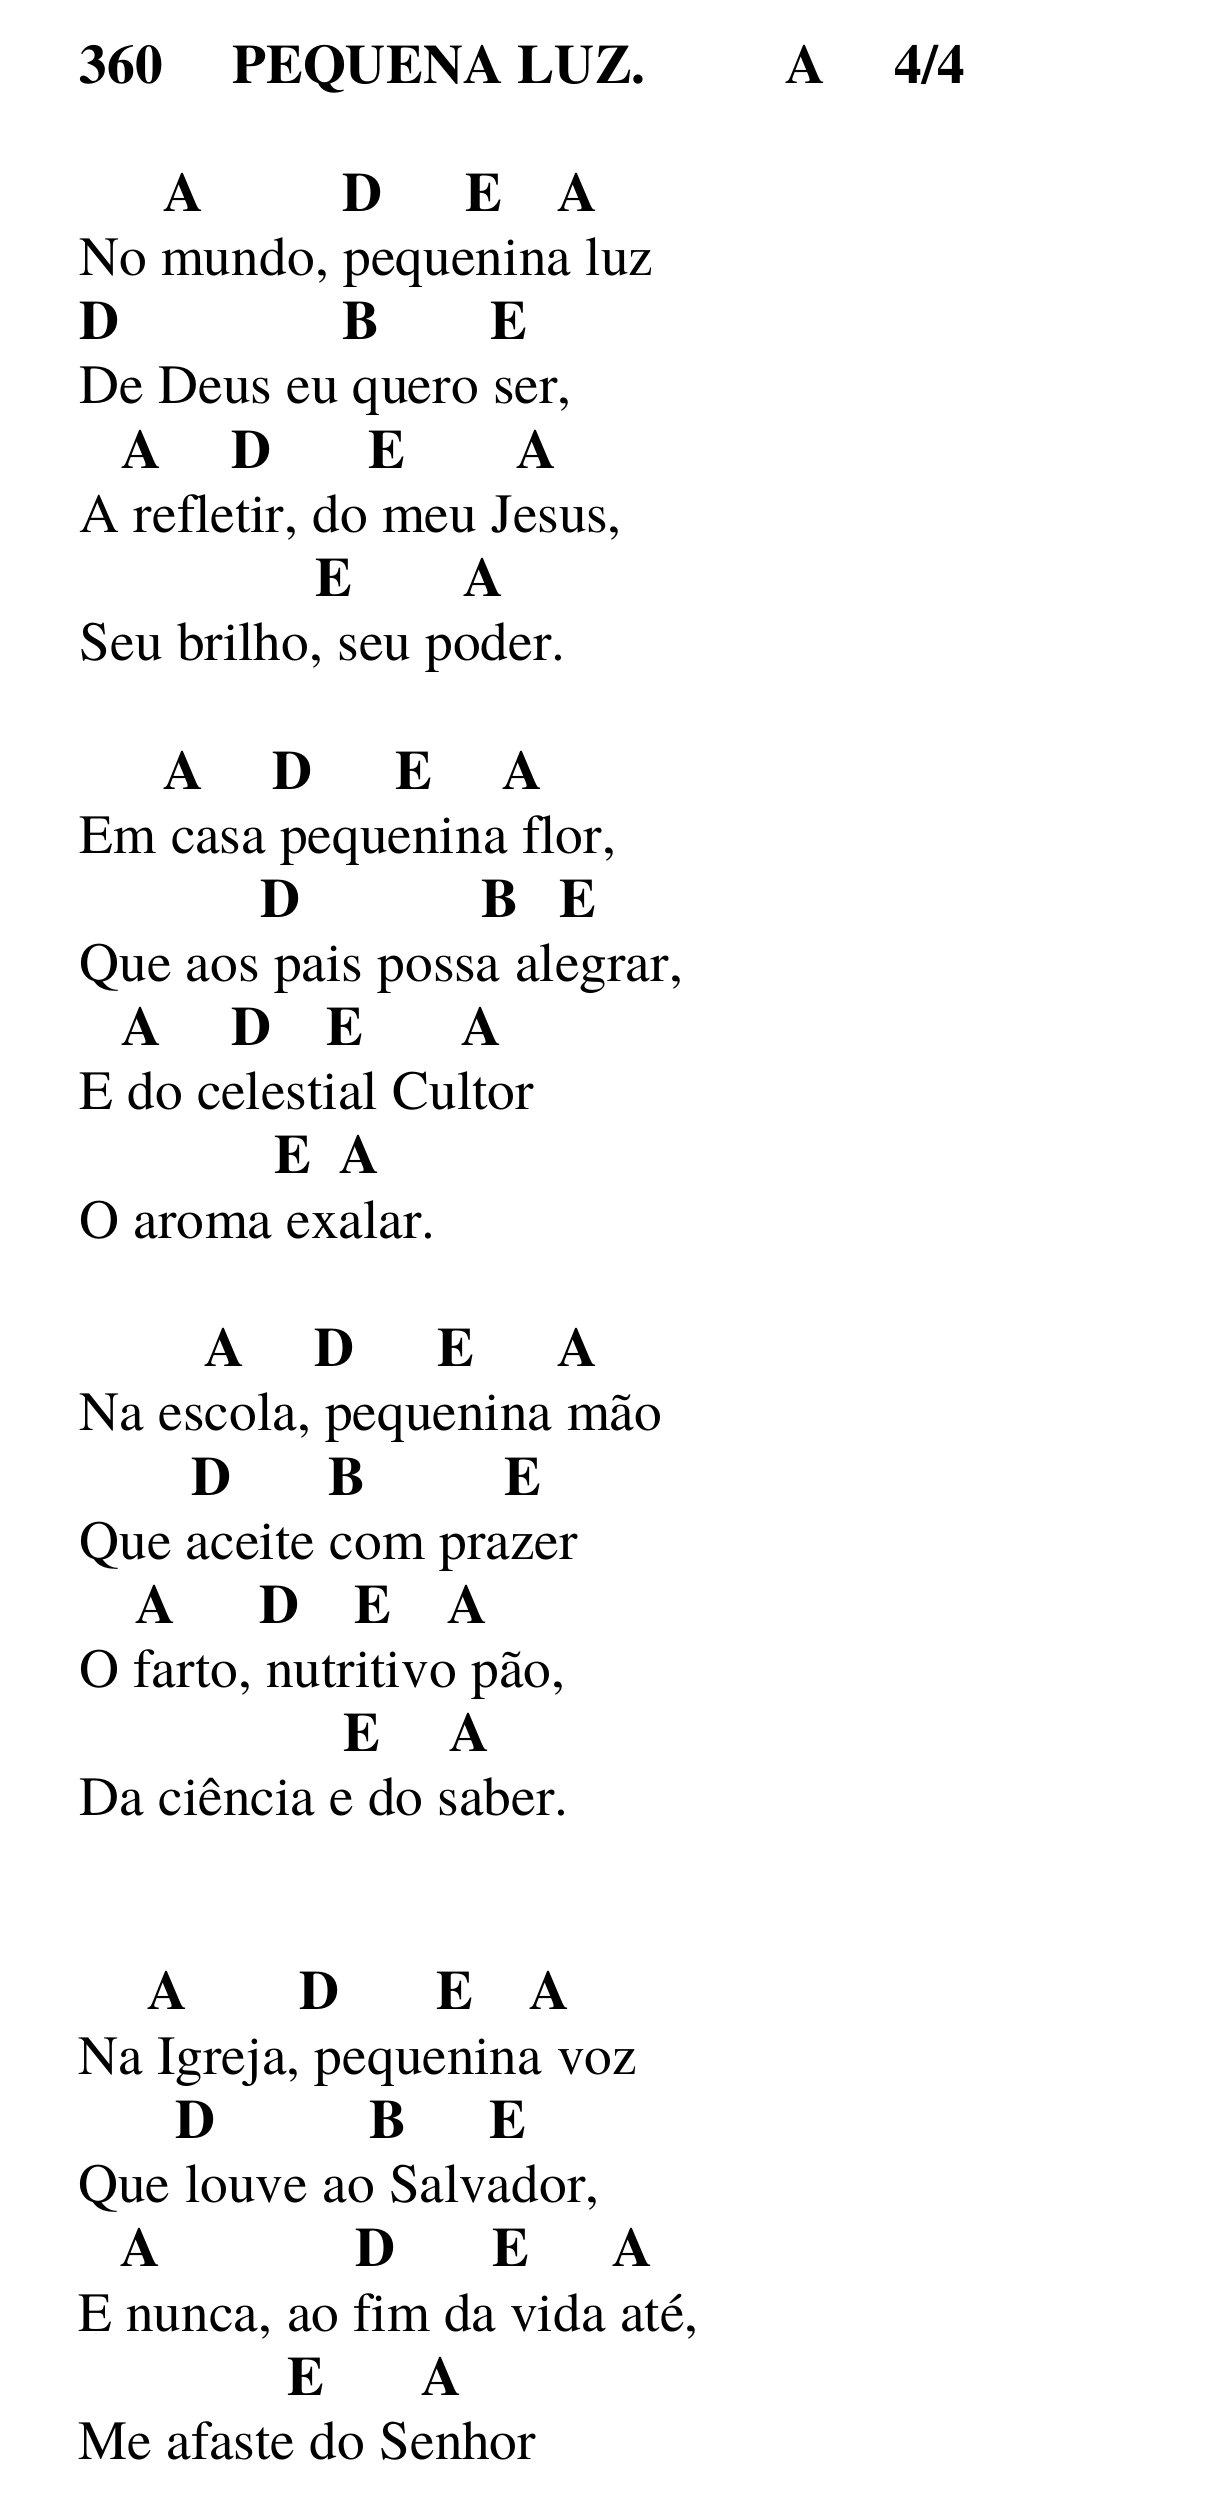 360 PEQUENA LUZ. A 4/4
A D E A
No mundo, pequenina luz
D B E
De Deus eu quero ser,
A D E A
A refletir, do meu Jesus,
E A
Seu brilho, seu poder.
A D E A
Em casa pequenina flor,
D B E
Que aos pais possa alegrar,
A D E A
E do celestial Cultor
E A
O aroma exalar.
A D E A
Na escola, pequenina mão
D B E
Que aceite com prazer
A D E A
O farto, nutritivo pão,
E A
Da ciência e do saber.
A D E A
Na Igreja, pequenina voz
D B E
Que louve ao Salvador,
A D E A
E nunca, ao fim da vida até,
E A
Me afaste do Senhor